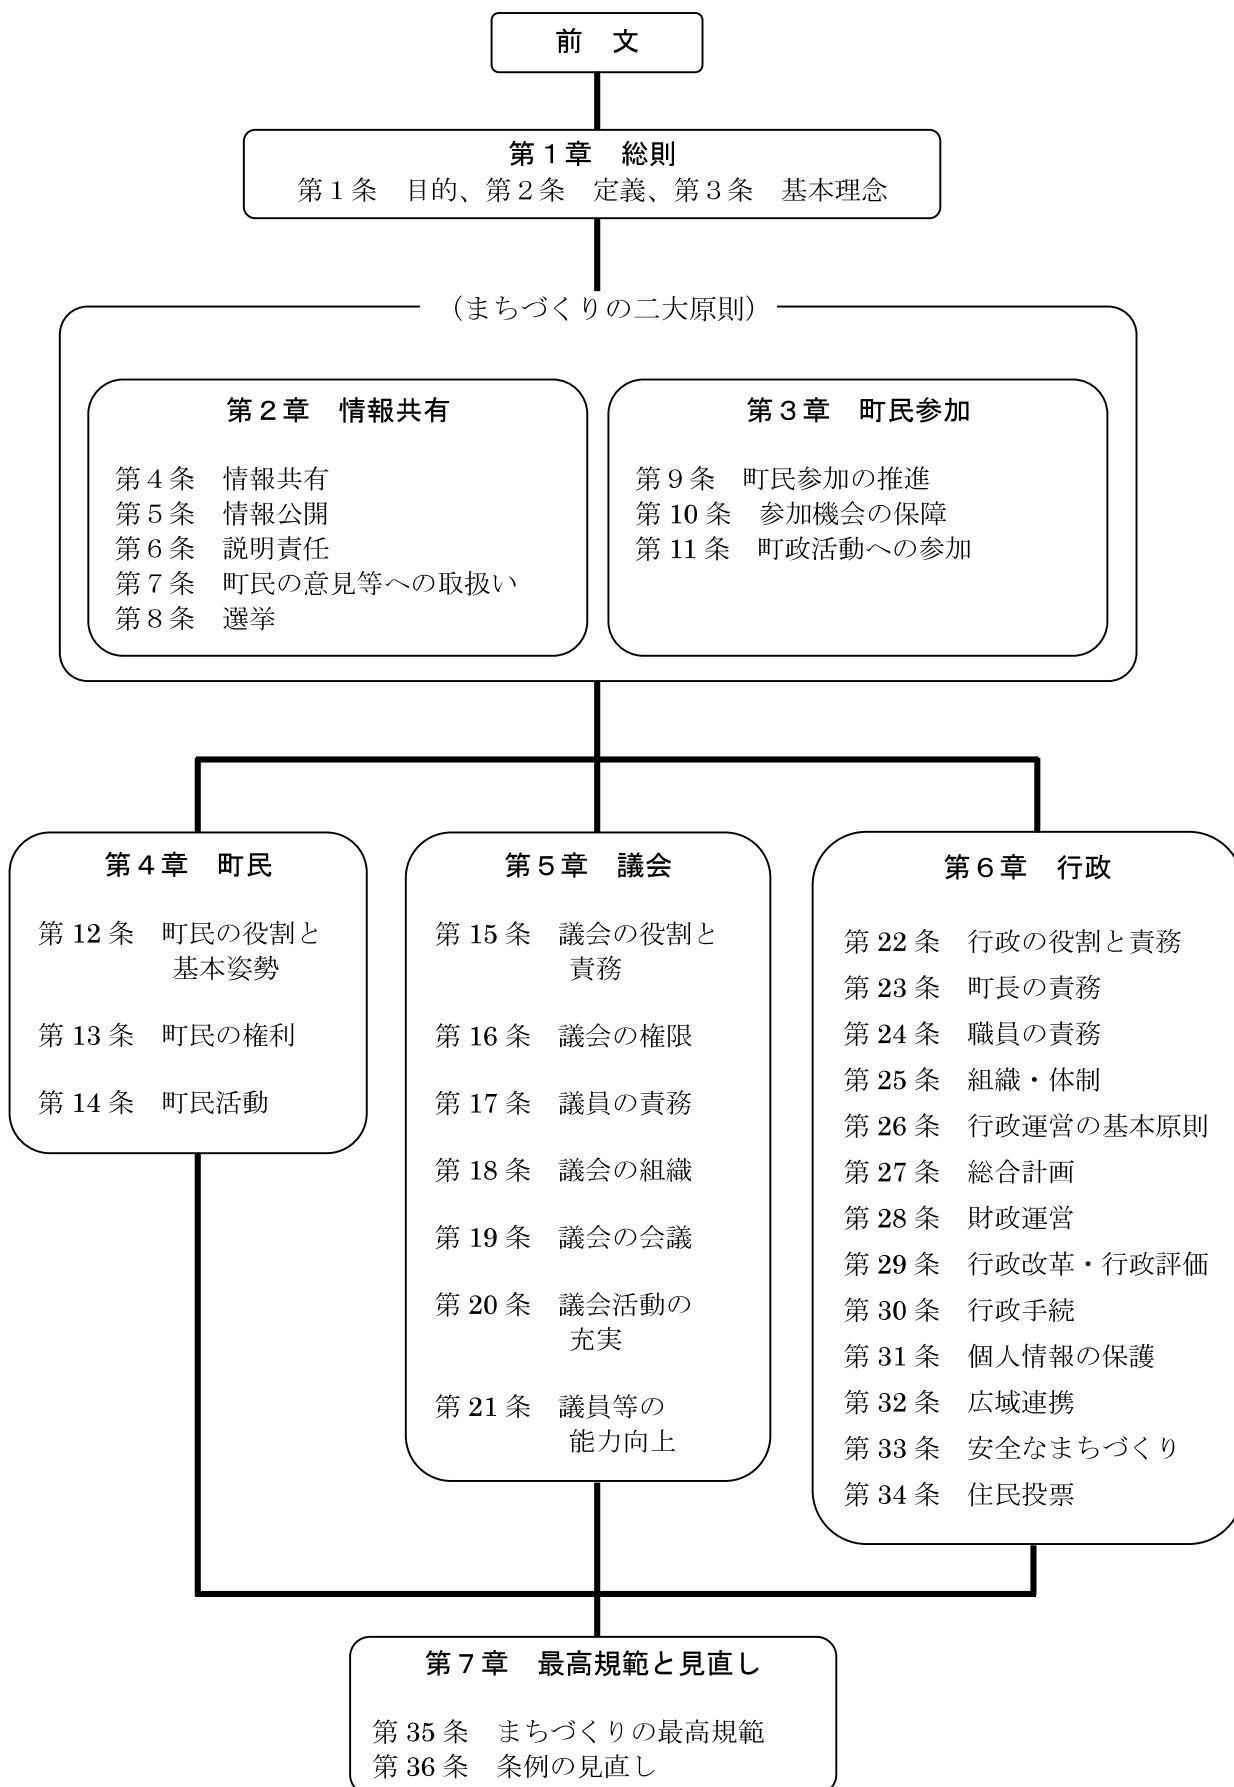 前　文
第１章　総則
第１条　目的、第２条　定義、第３条　基本理念
（まちづくりの二大原則）
第２章　情報共有
第４条　情報共有
第５条　情報公開
第６条　説明責任
第７条　町民の意見等への取扱い
第８条　選挙
第３章　町民参加
第９条　町民参加の推進
第 10 条　参加機会の保障
第 11 条　町政活動への参加
第４章　町民
第 12 条　町民の役割と
基本姿勢
第 13 条　町民の権利
第 14 条　町民活動
第５章　議会
第 15 条　議会の役割と
責務
第 16 条　議会の権限
第 17 条　議員の責務
第 18 条　議会の組織
第 19 条　議会の会議
第 20 条　議会活動の
充実
第 21 条　議員等の
能力向上
第６章　行政
第 22 条　行政の役割と責務
第 23 条　町長の責務
第 24 条　職員の責務
第 25 条　組織・体制
第 26 条　行政運営の基本原則
第 27 条　総合計画
第 28 条　財政運営
第 29 条　行政改革・行政評価
第 30 条　行政手続
第 31 条　個人情報の保護
第 32 条　広域連携
第 33 条　安全なまちづくり
第 34 条　住民投票
第７章　最高規範と見直し
第 35 条　まちづくりの最高規範
第 36 条　条例の見直し